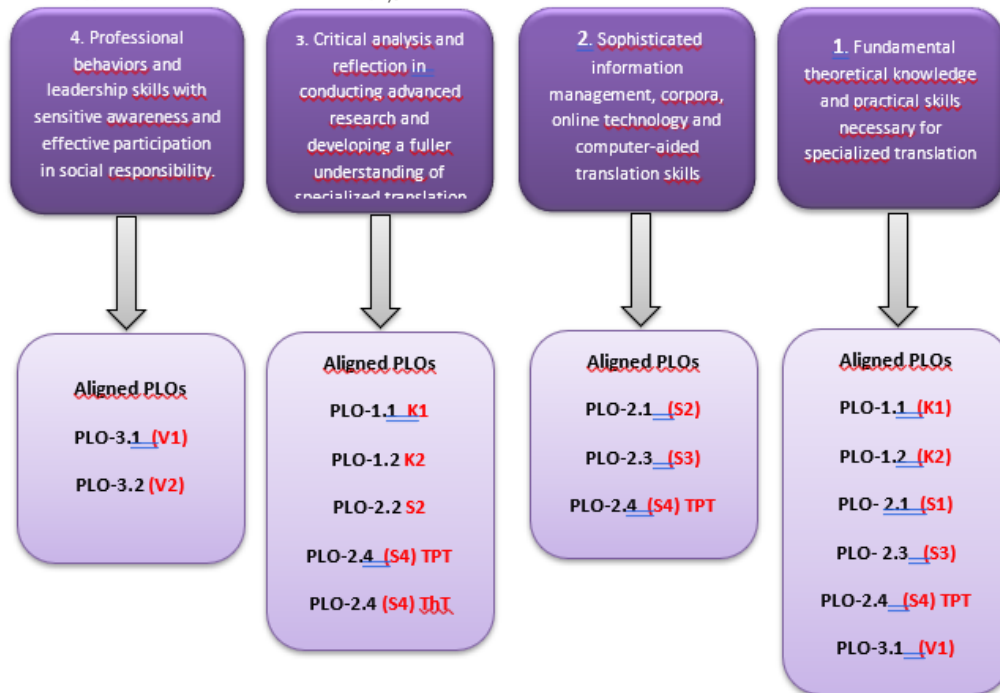 4. Professional
behaviors and
leadership skills with
sensitive awareness and
effective participation
in social responsibility.
3. Critical analysis and
reflection in
conducting advanced
research and
developing a fuller
understanding of
specialized translation
2. Sophisticated
information
management, corpora,
online technology and
computer-aided
translation skills
1. Fundamental
theoretical knowledge
and practical skills
necessary for
specialized translation
Aligned PLOs
PLO-3.1 (V1)
PLO-3.2 (V2)
Aligned PLOs
PLO-1.1 K1
PLO-1.2 K2
PLO-2.2 S2
PLO-2.4 (S4) TPT
PLO-2.4 (S4) ThT
Aligned PLOs
PLO-2.1 (S2)
PLO-2.3 (S3)
PLO-2.4 (S4) TPT
Aligned PLOs
PLO-1.1 (K1)
PLO-1.2 (K2)
PLO- 2.1 (S1)
PLO- 2.3 (S3)
PLO-2.4 (S4) TPT
PLO-3.1 (V1)